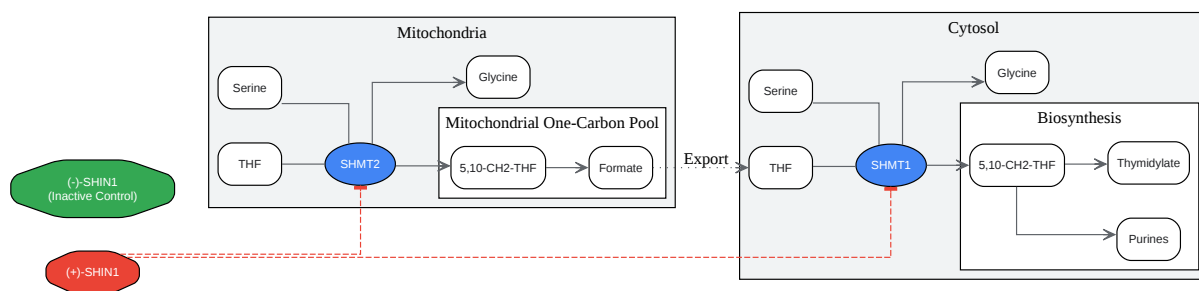 Mitochondria
Serine
Glycine
THF
SHMT2
Mitochondrial One-Carbon Pool
5,10-CH2-THF
Formate
Export
Cytosol
Serine
Glycine
THF
SHMT1
Biosynthesis
5,10-CH2-THF
Thymidylate
Purines
(-)-SHIN1
(Inactive Control)
(+)-SHIN1